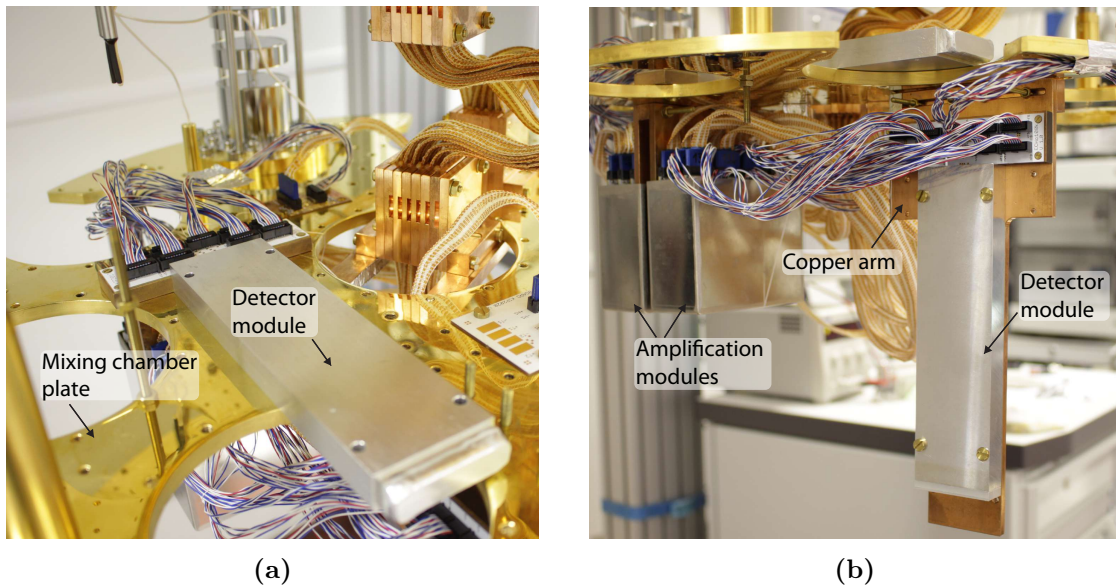 Detector
module
Mixing chamber
plate
(a)
Copper arm
Detector
module
Amplification
modules
(b)